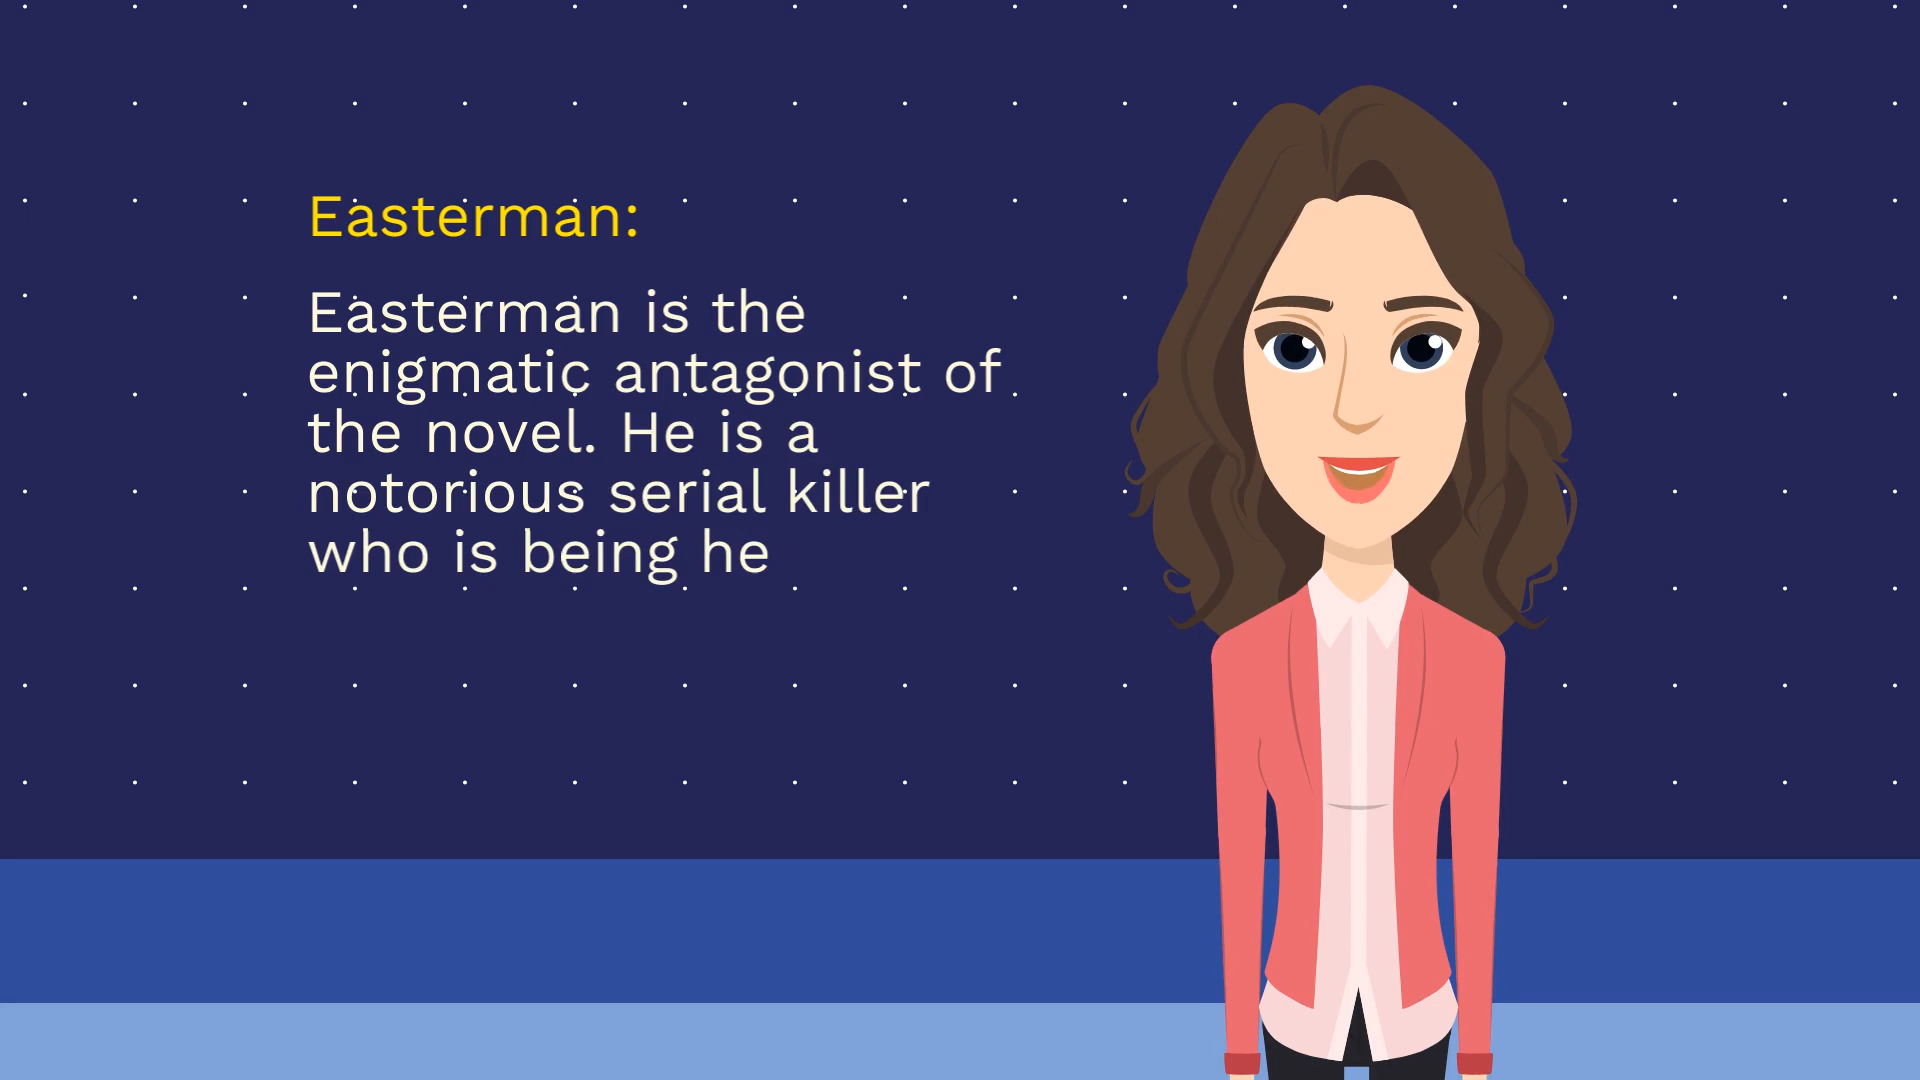 Easterman:
Easterman is the
enigmatic antagonist of
the novel. He is a
notorious serial killer
who is being he